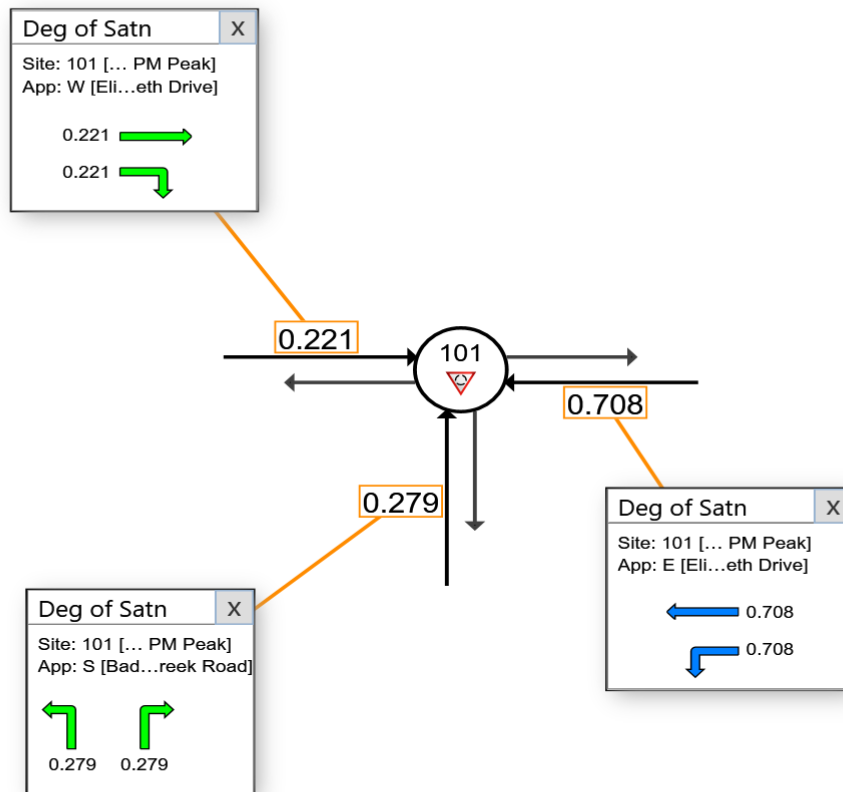 Deg of Satn X
Site: 101 [... PM Peak]
App: W [Eli...eth Drive]
0.221
0.221
0.221
101
0.708
0.279
Deg of Satn X
Site: 101 [... PM Peak]
App: E [Eli...eth Drive]
0.708
0.708
Deg of Satn X
Site: 101 [... PM Peak]
App: S [Bad...reek Road]
0.279 0.279